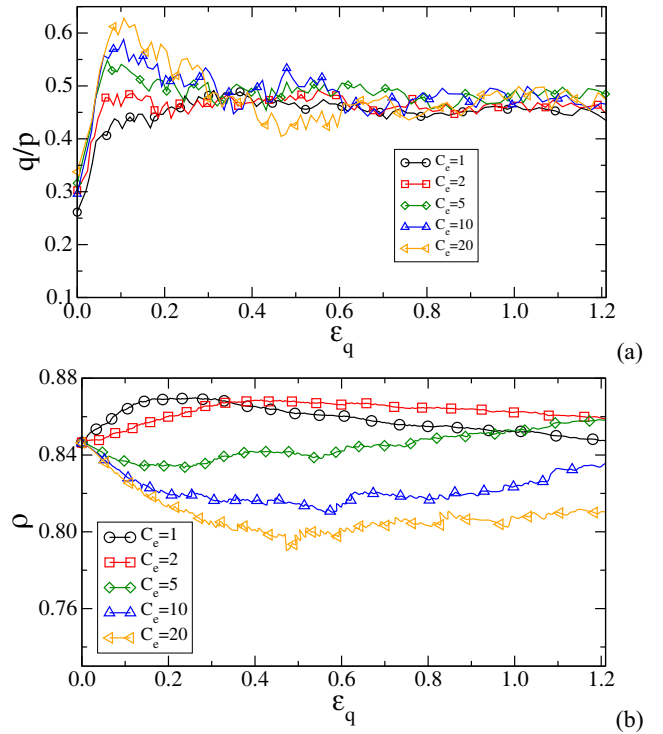 0.6
0.5
0.4
0.3
0.2
0.1
q/p
C_e=1
C_e=2
C_e=5
C_e=10
C_e=20
0.0 0.2 0.4 0.6 0.8 1.0 1.2
ε_q
(a)
0.88
0.84
0.80
0.76
ρ
C_e=1
C_e=2
C_e=5
C_e=10
C_e=20
0.0 0.2 0.4 0.6 0.8 1.0 1.2
ε_q
(b)